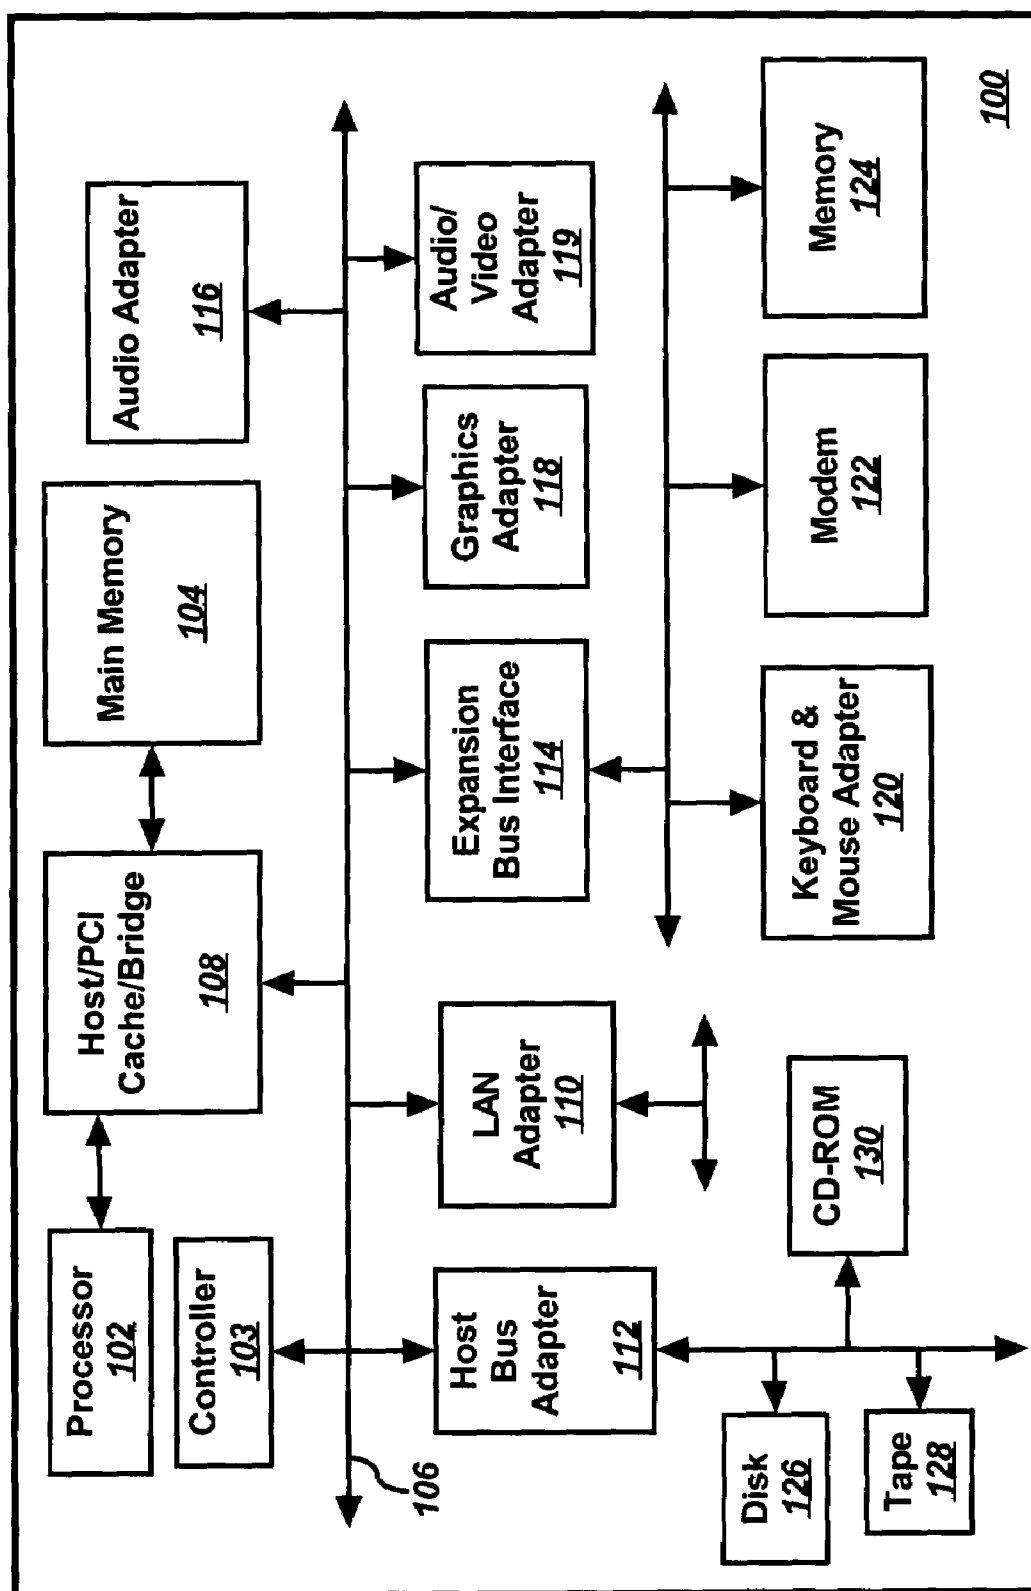 Processor
102
Host/PCI
Cache/Bridge
108
Main Memory
104
Audio Adapter
116
Controller
103
106
Host
Bus
Adapter
112
LAN
Adapter
110
Expansion
Bus Interface
114
Graphics
Adapter
118
Audio/
Video
Adapter
119
Disk
126
Tape
128
CD-ROM
130
Keyboard &
Mouse Adapter
120
Modem
122
Memory
124
100